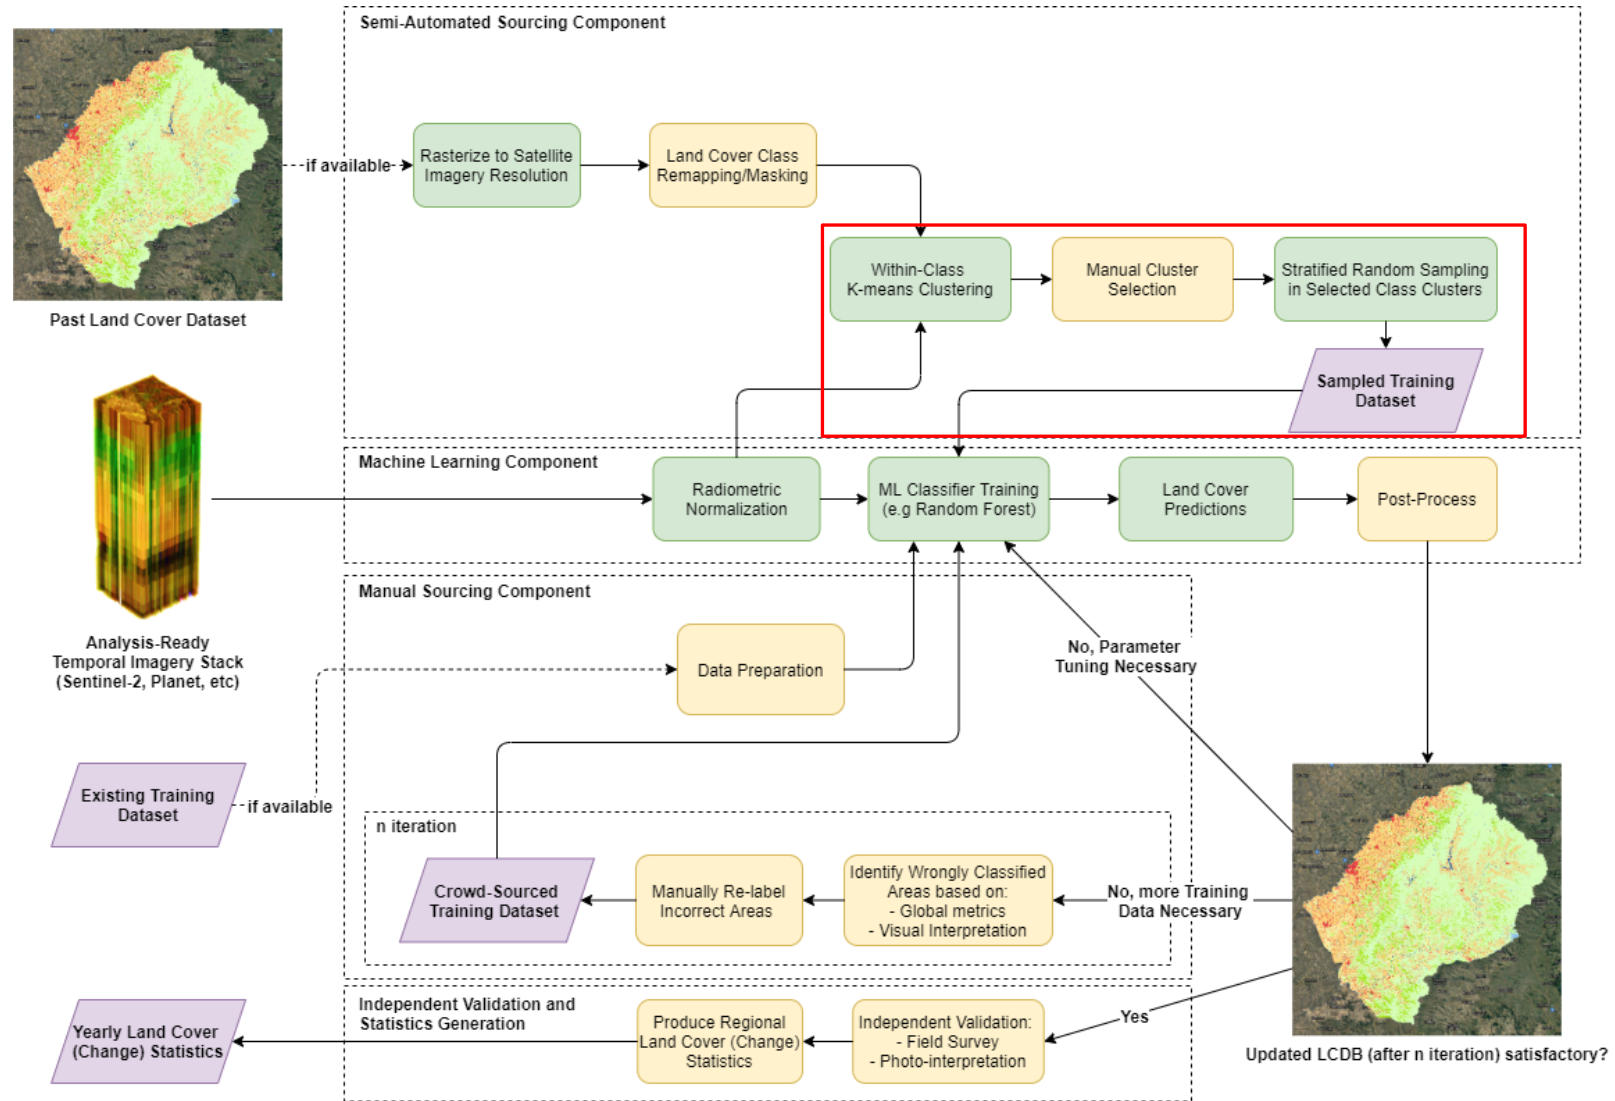 Semi-Automated Sourcing Component
if available
Rasterize to Satellite
Imagery Resolution
Land Cover Class
Remapping/Masking
Within-Class
K-means Clustering
Manual Cluster
Selection
Stratified Random Sampling
in Selected Class Clusters
Past Land Cover Dataset
Sampled Training
Dataset
Machine Learning Component
Radiometric
Normalization
ML Classifier Training
(e.g Random Forest)
Land Cover
Predictions
Post-Process
Analysis-Ready
Temporal Imagery Stack
(Sentinel-2, Planet, etc)
Manual Sourcing Component
Data Preparation
No, Parameter
Tuning Necessary
Existing Training
Dataset
if available
n iteration
Crowd-Sourced
Training Dataset
Manually Re-label
Incorrect Areas
Identify Wrongly Classified
Areas based on:
- Global metrics
- Visual Interpretation
No, more Training
Data Necessary
Independent Validation and
Statistics Generation
Yearly Land Cover
(Change) Statistics
Produce Regional
Land Cover (Change)
Statistics
Independent Validation:
- Field Survey
- Photo-interpretation
Yes
Updated LCDB (after n iteration) satisfactory?